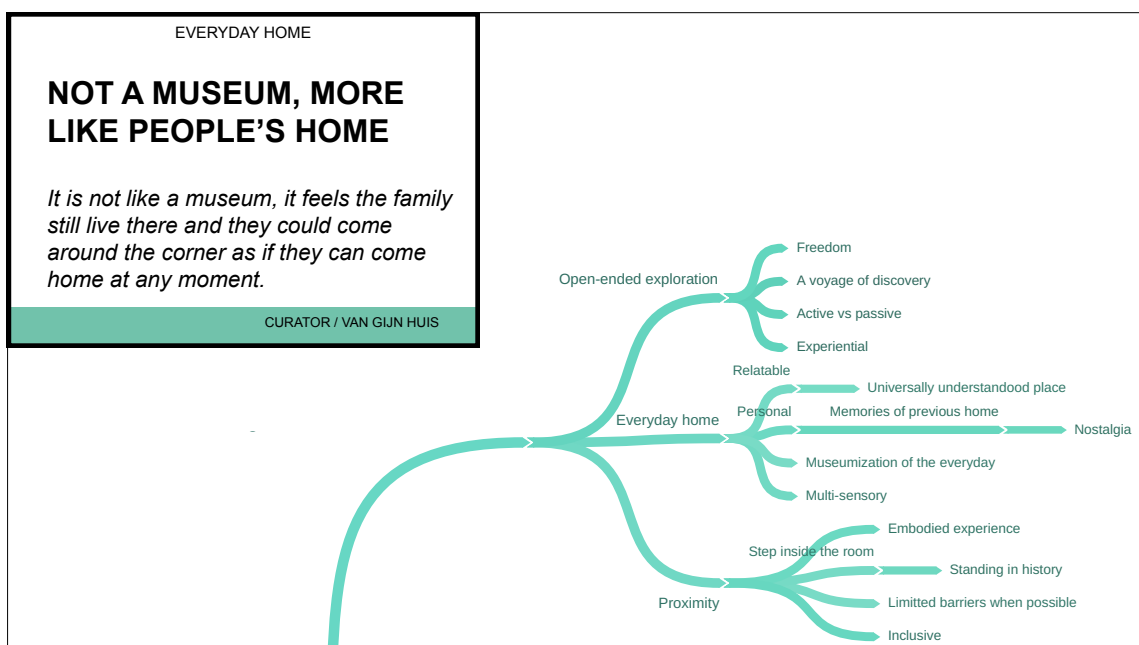 EVERYDAY HOME
NOT A MUSEUM, MORE
LIKE PEOPLE'S HOME
It is not like a museum, it feels the family
still live there and they could come
around the corner as if they can come
home at any moment.
CURATOR / VAN GIJN HUIS
Open-ended exploration
Freedom
A voyage of discovery
Active vs passive
Experiential
Everyday home
Relatable
Universally understandood place
Personal
Memories of previous home
Nostalgia
Museumization of the everyday
Multi-sensory
Proximity
Embodied experience
Step inside the room
Standing in history
Limitted barriers when possible
Inclusive